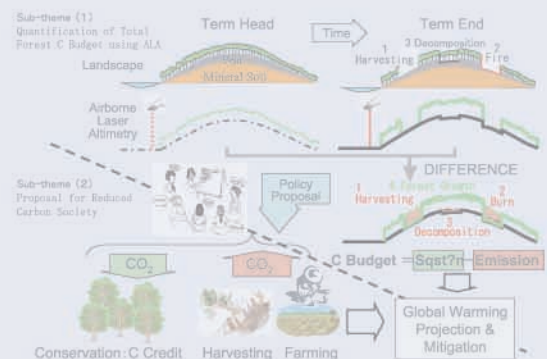 Sub-theme (1)
Quantification of Total
Forest C Budget using ALA
Term Head
Time
Term End
Landscape
Peat
Mineral Soil
3 Decomposition
1
Harvesting
2
Fire
Airborne
Laser
Altimetry
DIFFERENCE
Sub-theme (2)
Proposal for Reduced
Carbon Society
Policy
Proposal
1
Harvesting
4 Forest Growth
2
Burn
3
Decomposition
CO2
CO2
C Budget = Sqst?n - Emission
Conservation: C Credit
Harvesting
Farming
Global Warming
Projection &
Mitigation